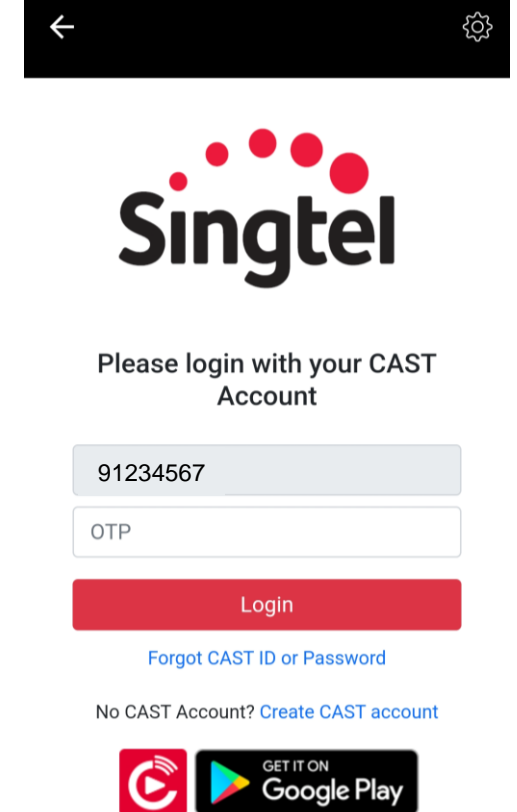 Singtel
Please login with your CAST
Account
91234567
OTP
Login
Forgot CAST ID or Password
No CAST Account? Create CAST account
GET IT ON
Google Play